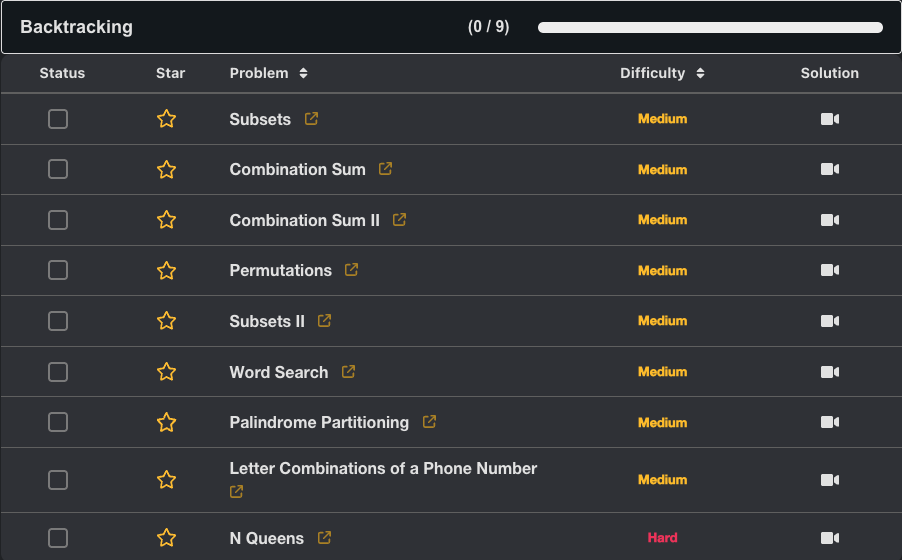 Backtracking (0 / 9)
Status Star Problem Difficulty Solution
Subsets Medium
Combination Sum Medium
Combination Sum II Medium
Permutations Medium
Subsets II Medium
Word Search Medium
Palindrome Partitioning Medium
Letter Combinations of a Phone Number Medium
N Queens Hard